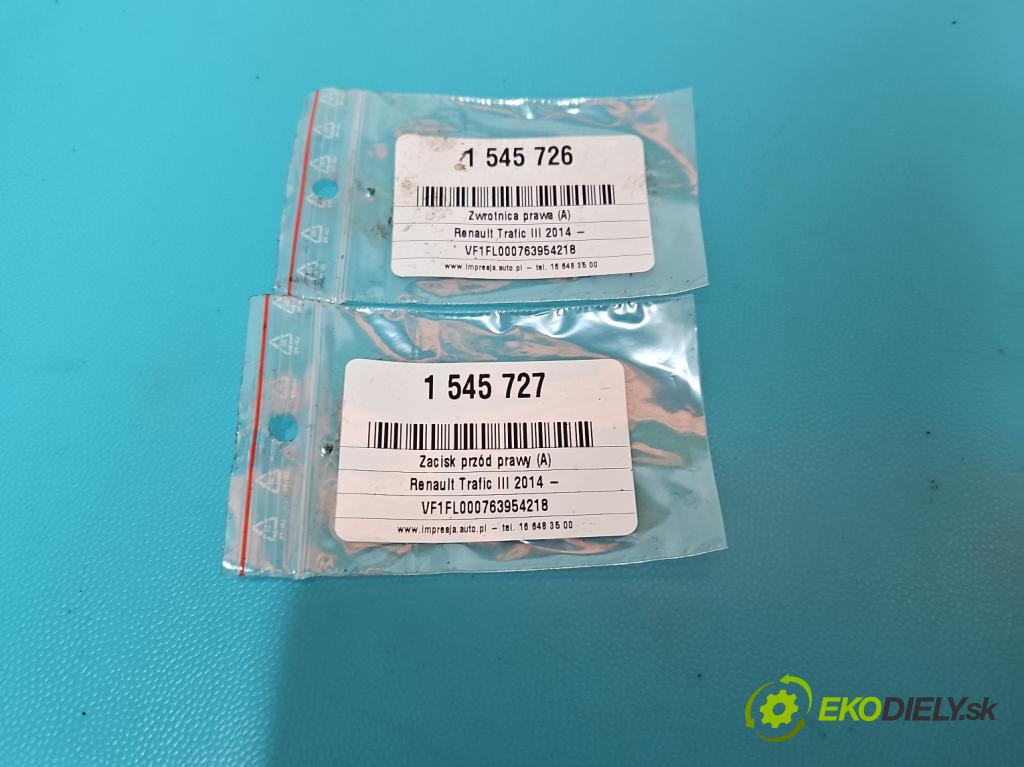 1 545 726
Zwrotnica prawa (A)
Renault Trafic III 2014 –
VF1FL000763954218
www.impresja.auto.pl – tel. 16 648 35 00
1 545 727
Zacisk przód prawy (A)
Renault Trafic III 2014 –
VF1FL000763954218
www.impresja.auto.pl – tel. 16 648 35 00
EKODIELY.sk